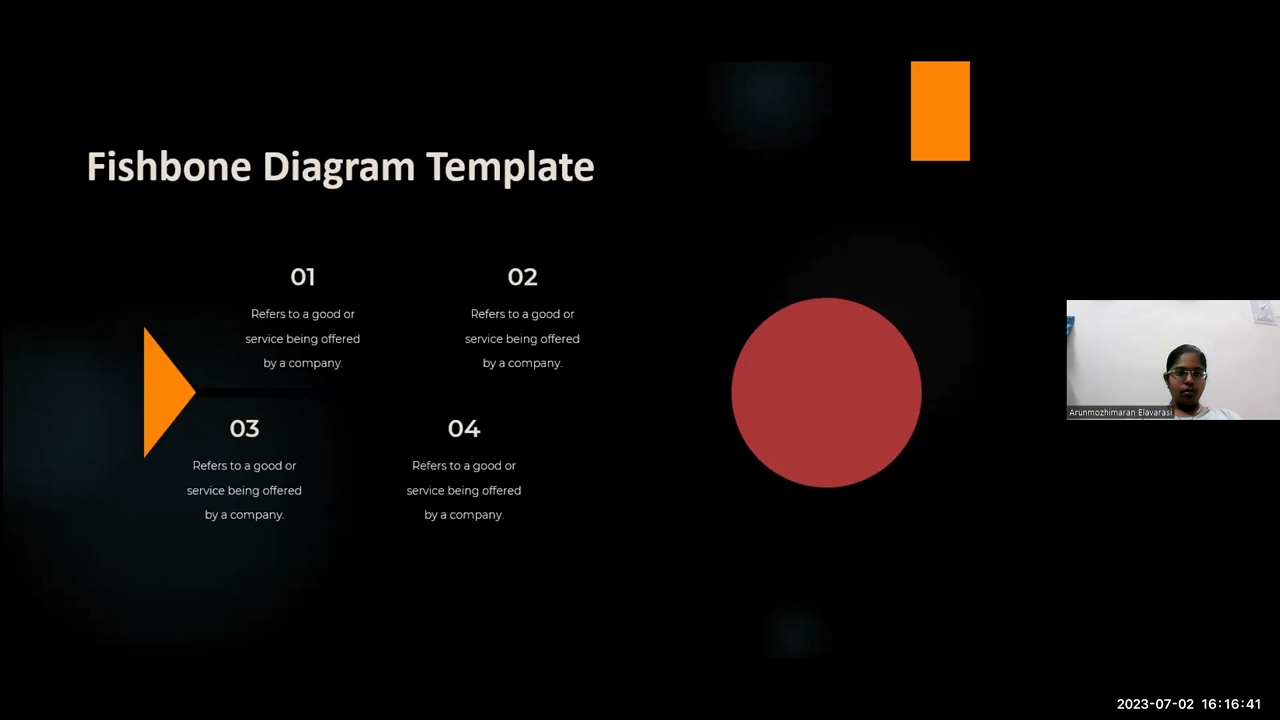 Fishbone Diagram Template
01
Refers to a good or
service being offered
by a company.
02
Refers to a good or
service being offered
by a company.
03
Refers to a good or
service being offered
by a company.
04
Refers to a good or
service being offered
by a company.
Arunmozhimaran Elavarasi
2023-07-02 16:16:41